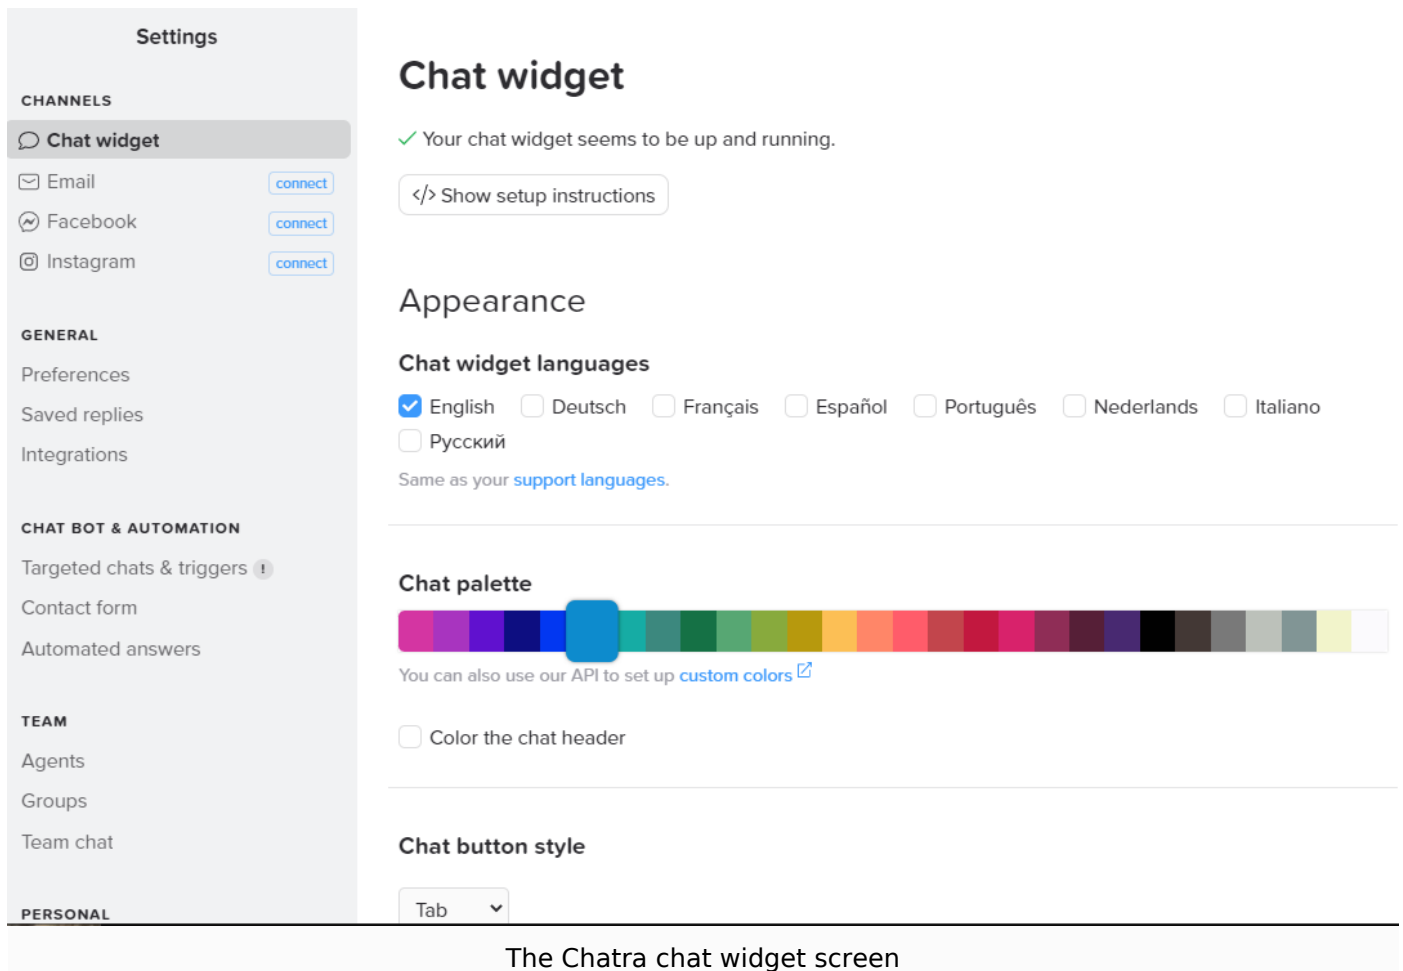 Settings
CHANNELS
Chat widget
Email connect
Facebook connect
Instagram connect
GENERAL
Preferences
Saved replies
Integrations
CHAT BOT & AUTOMATION
Targeted chats & triggers !
Contact form
Automated answers
TEAM
Agents
Groups
Team chat
PERSONAL
Chat widget
Your chat widget seems to be up and running.
</> Show setup instructions
Appearance
Chat widget languages
English Deutsch Français Español Português Nederlands Italiano
Русский
Same as your support languages.
Chat palette
You can also use our API to set up custom colors
Color the chat header
Chat button style
Tab
The Chatra chat widget screen